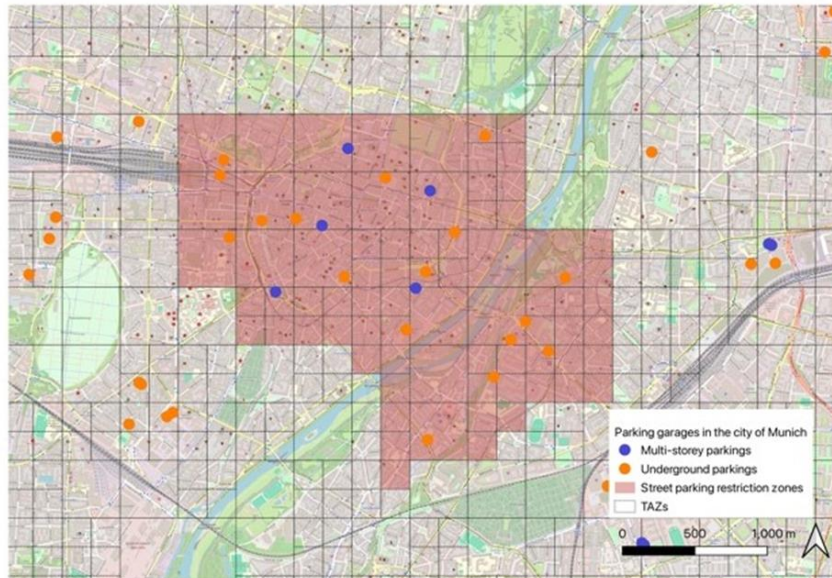 Parking garages in the city of Munich
Multi-storey parkings
Underground parkings
Street parking restriction zones
TAZs
0 500 1,000 m